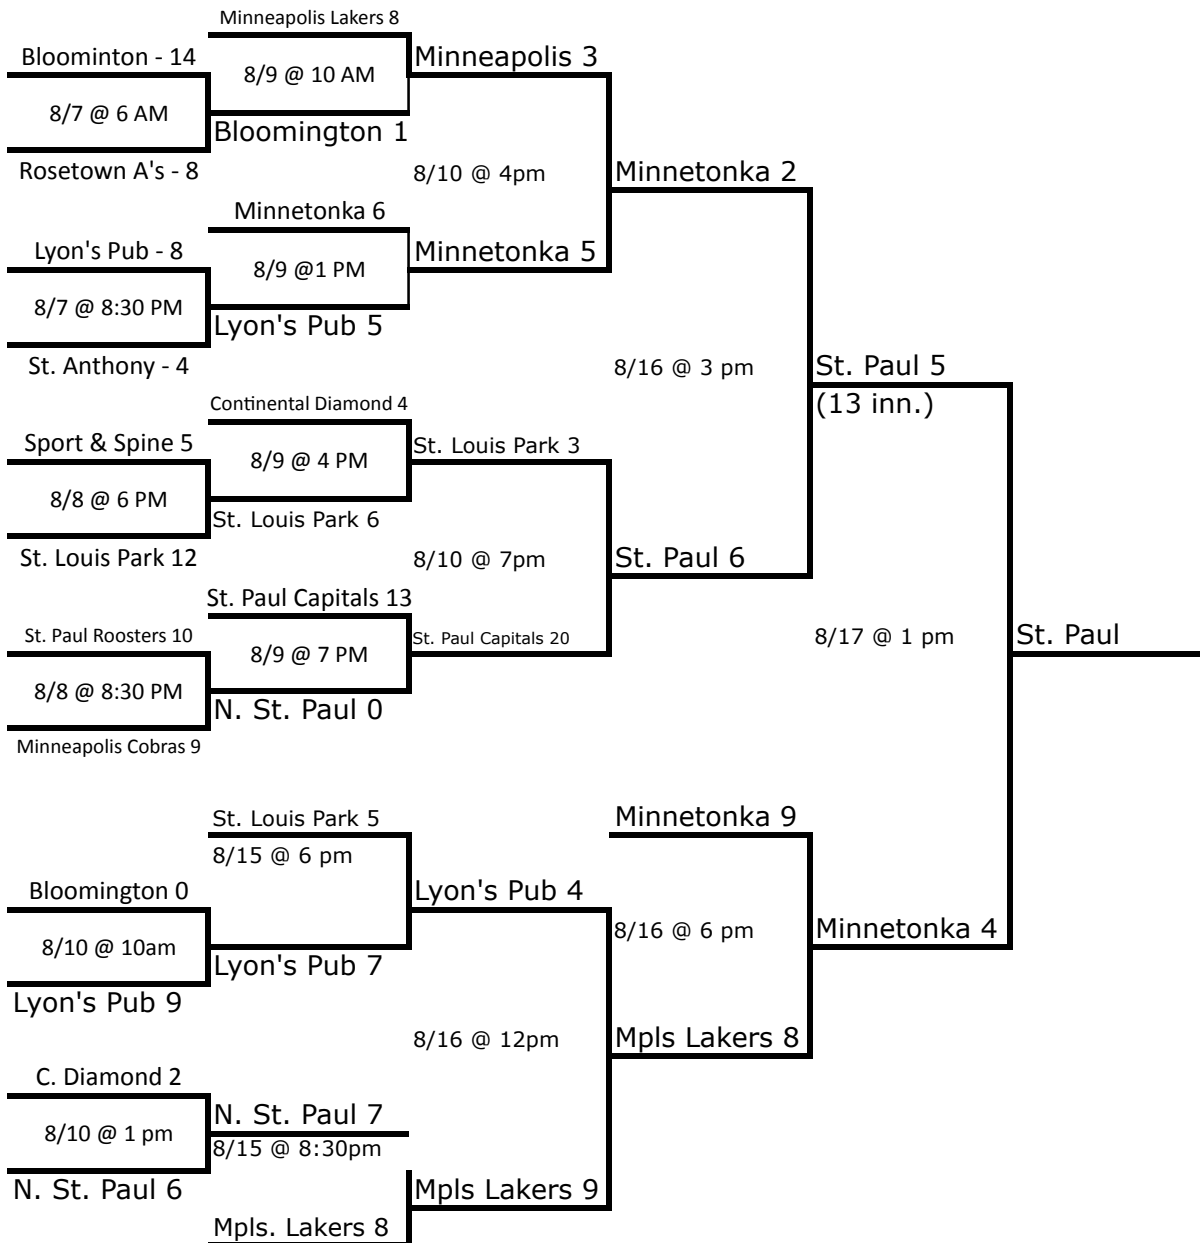 Minneapolis Lakers 8
Bloominton - 14
8/9 @ 10 AM
Minneapolis 3
8/7 @ 6 AM
Bloomington 1
Rosetown A's - 8
8/10 @ 4pm
Minnetonka 2
Minnetonka 6
Lyon's Pub - 8
8/9 @1 PM
Minnetonka 5
8/7 @ 8:30 PM
Lyon's Pub 5
St. Anthony - 4
8/16 @ 3 pm
St. Paul 5
(13 inn.)
Continental Diamond 4
Sport & Spine 5
8/9 @ 4 PM
St. Louis Park 3
8/8 @ 6 PM
St. Louis Park 6
St. Louis Park 12
8/10 @ 7pm
St. Paul 6
St. Paul Capitals 13
St. Paul Roosters 10
8/9 @ 7 PM
St. Paul Capitals 20
8/17 @ 1 pm
St. Paul
8/8 @ 8:30 PM
N. St. Paul 0
Minneapolis Cobras 9
St. Louis Park 5
Minnetonka 9
8/15 @ 6 pm
Bloomington 0
Lyon's Pub 4
8/16 @ 6 pm
Minnetonka 4
8/10 @ 10am
Lyon's Pub 7
Lyon's Pub 9
8/16 @ 12pm
Mpls Lakers 8
C. Diamond 2
N. St. Paul 7
8/10 @ 1 pm
8/15 @ 8:30pm
N. St. Paul 6
Mpls Lakers 9
Mpls. Lakers 8